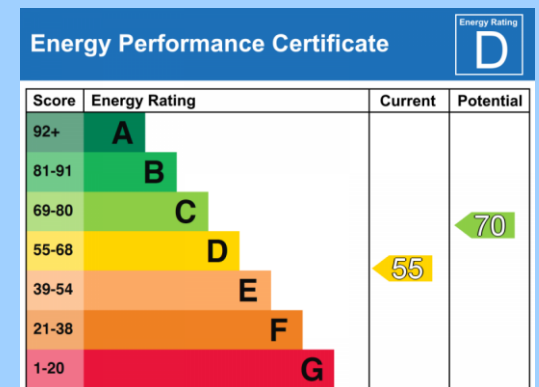 Energy Performance Certificate
Energy Rating
D
Score Energy Rating Current Potential
92+ A
81-91 B
69-80 C 70
55-68 D 55
39-54 E
21-38 F
1-20 G